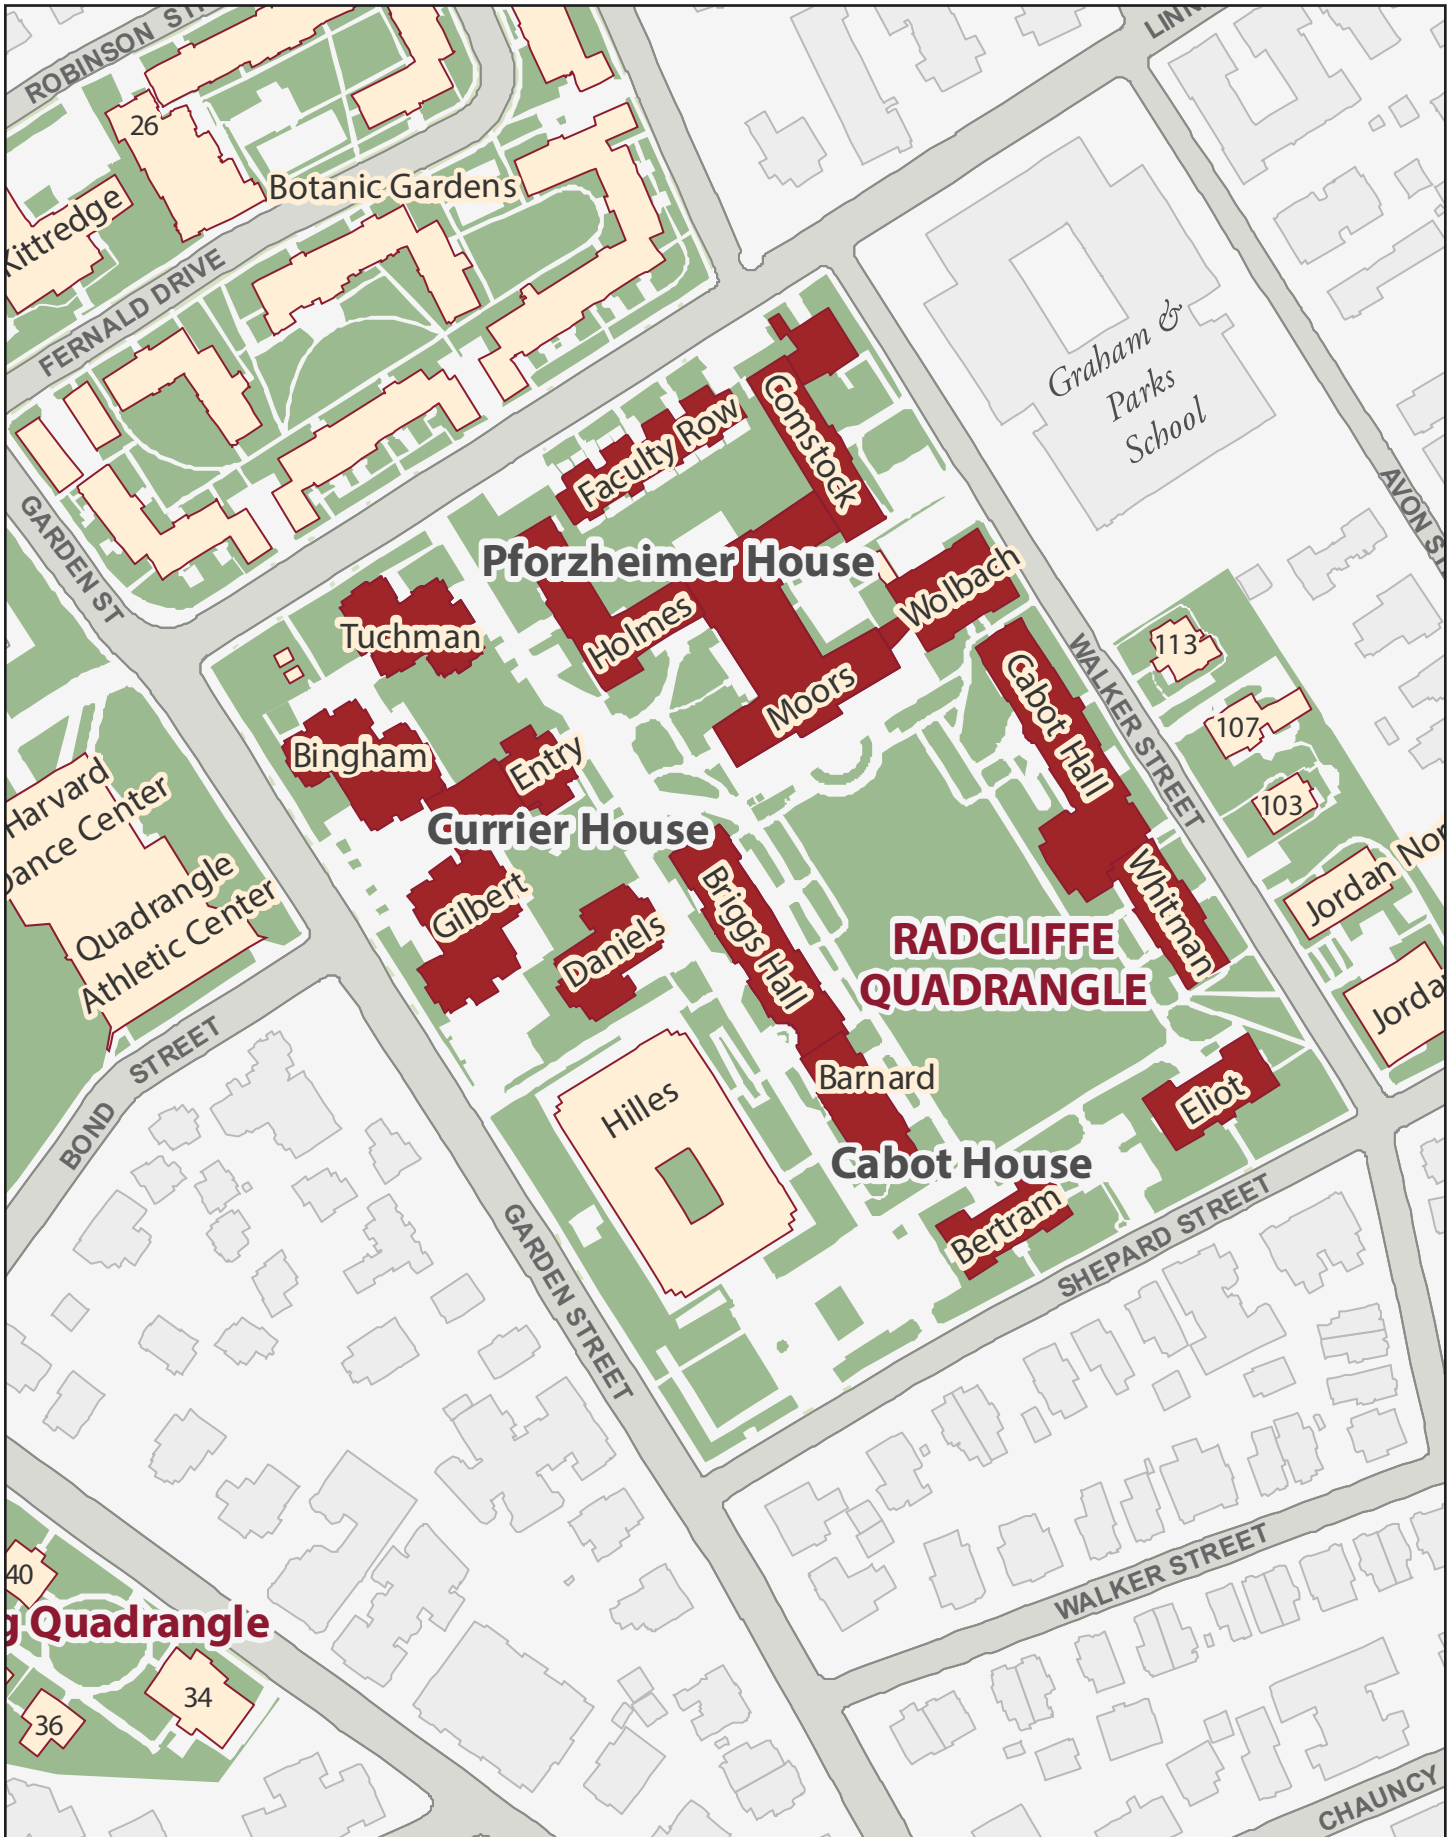 ROBINSON ST
LINN
26
Botanic Gardens
Kittredge
FERNALD DRIVE
Graham &
Parks
School
Comstock
Faculty Row
GARDEN ST
AVON S
Pforzheimer House
Wolbach
Holmes
Tuchman
Moors
Cabot Hall
WALKER STREET
113
107
103
Bingham
Entry
Currier House
Harvard
Dance Center
Quadrangle
Athletic Center
Gilbert
Daniels
Briggs Hall
Whitman
Jordan Nor
RADCLIFFE
QUADRANGLE
Jorda
BOND STREET
Hilles
Barnard
Eliot
Cabot House
Bertram
SHEPARD STREET
GARDEN STREET
WALKER STREET
40
g Quadrangle
34
36
CHAUNCY